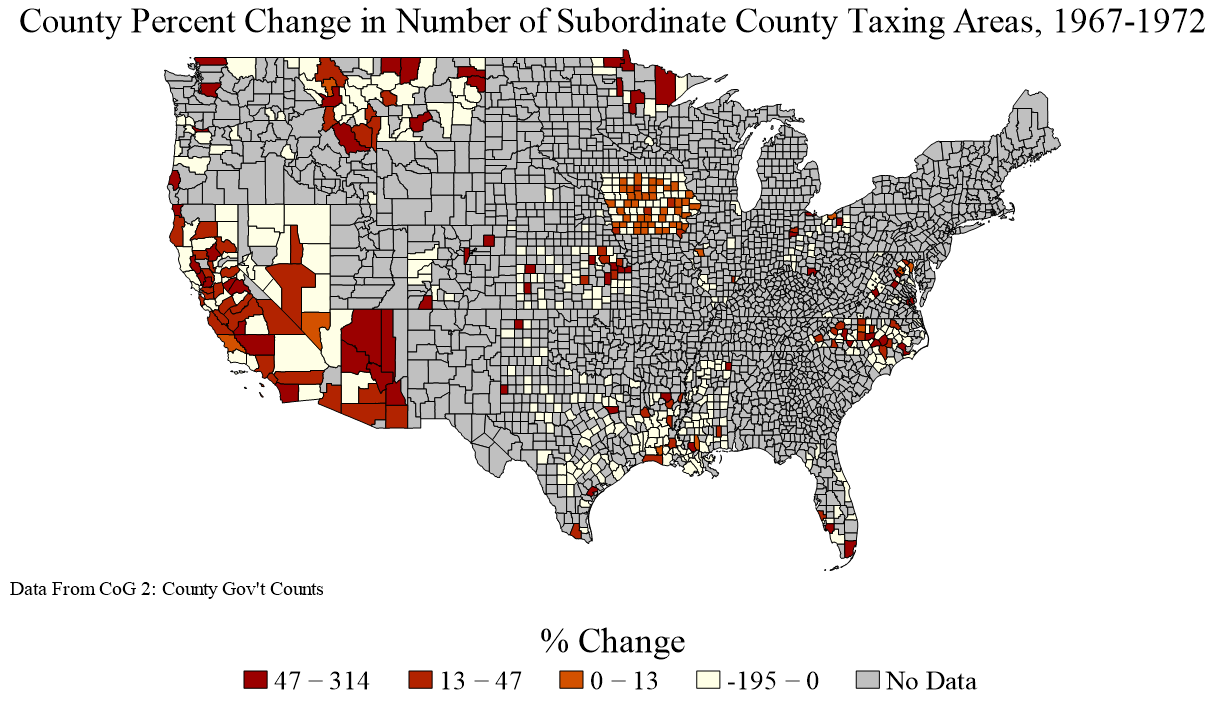 County Percent Change in Number of Subordinate County Taxing Areas, 1967-1972
Data From CoG 2: County Gov't Counts
% Change
47 – 314 13 – 47 0 – 13 -195 – 0 No Data